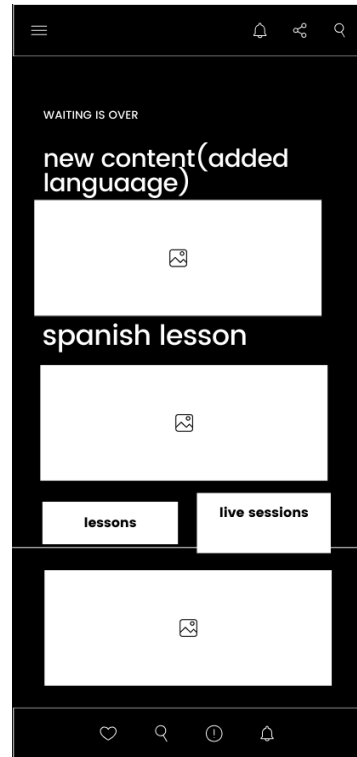 WAITING IS OVER
new content(added
languaage)
spanish lesson
lessons
live sessions